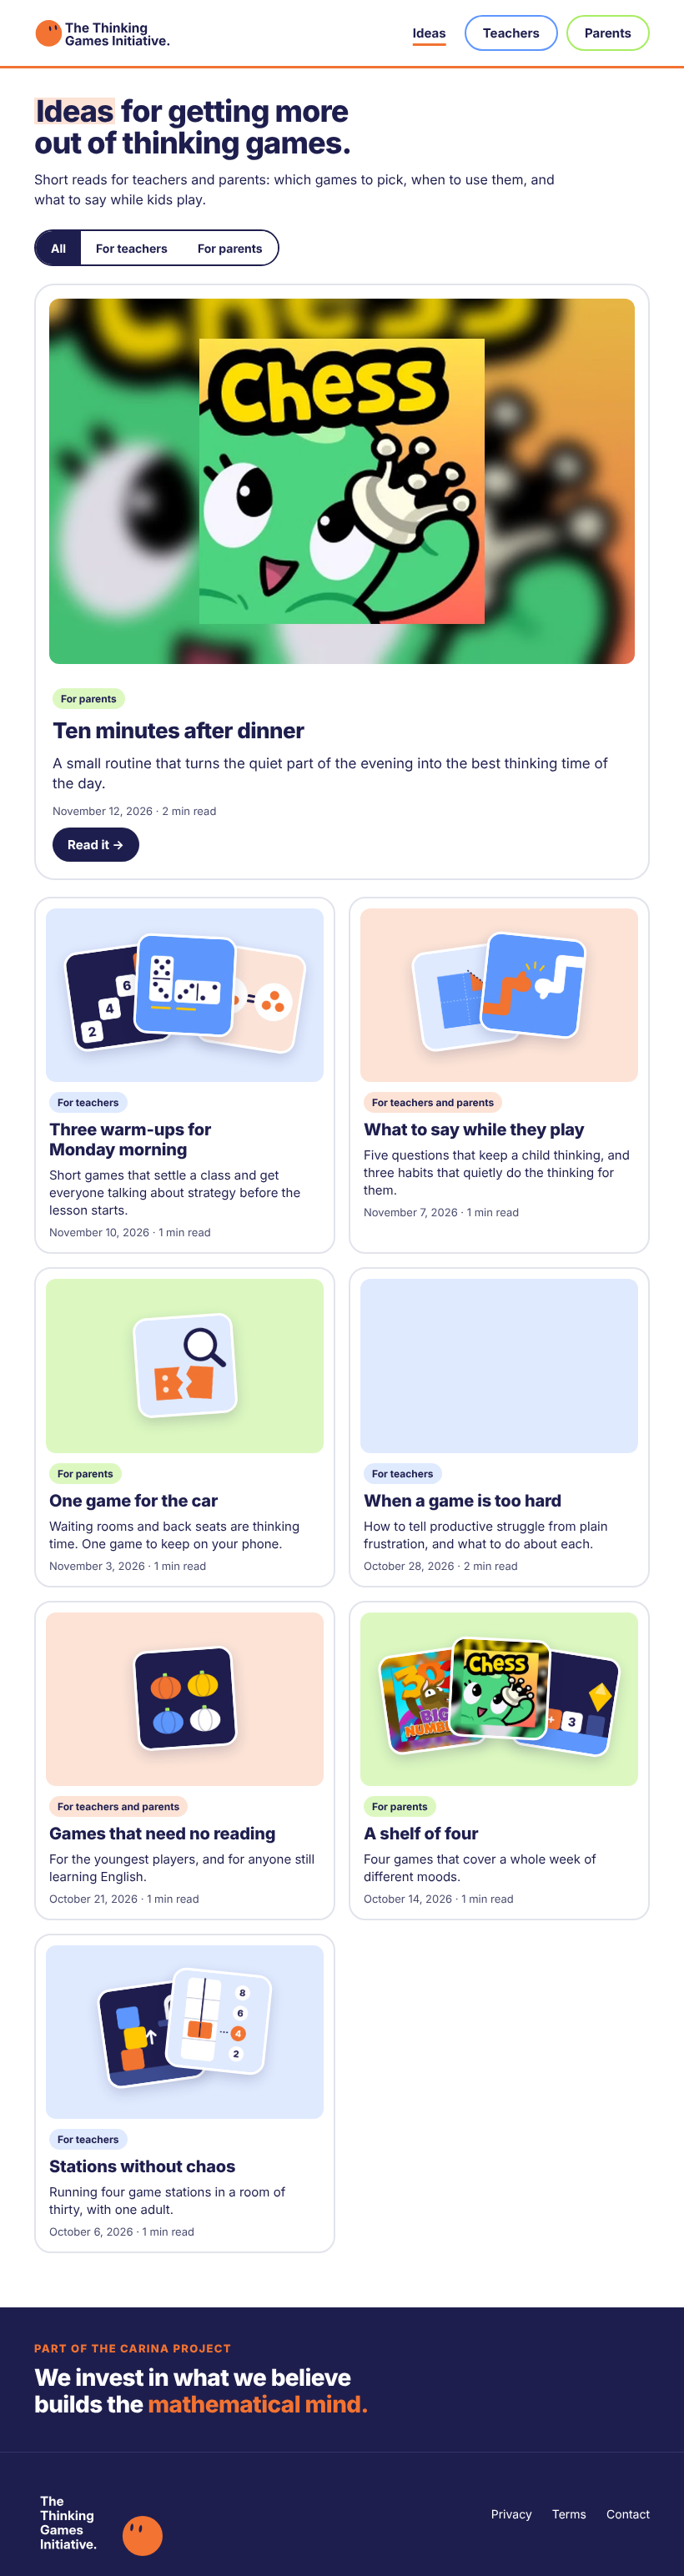 The Thinking
Games Initiative.
Ideas
Teachers
Parents
Ideas for getting more
out of thinking games.
Short reads for teachers and parents: which games to pick, when to use them, and
what to say while kids play.
All
For teachers
For parents
Chess
For parents
Ten minutes after dinner
A small routine that turns the quiet part of the evening into the best thinking time of
the day.
November 12, 2026 · 2 min read
Read it →
2
4
6
=
For teachers
Three warm-ups for
Monday morning
Short games that settle a class and get
everyone talking about strategy before the
lesson starts.
November 10, 2026 · 1 min read
For teachers and parents
What to say while they play
Five questions that keep a child thinking, and
three habits that quietly do the thinking for
them.
November 7, 2026 · 1 min read
For parents
One game for the car
Waiting rooms and back seats are thinking
time. One game to keep on your phone.
November 3, 2026 · 1 min read
For teachers
When a game is too hard
How to tell productive struggle from plain
frustration, and what to do about each.
October 28, 2026 · 2 min read
For teachers and parents
Games that need no reading
For the youngest players, and for anyone still
learning English.
October 21, 2026 · 1 min read
Chess
BIG
+ 3
For parents
A shelf of four
Four games that cover a whole week of
different moods.
October 14, 2026 · 1 min read
8
6
4
2
For teachers
Stations without chaos
Running four game stations in a room of
thirty, with one adult.
October 6, 2026 · 1 min read
PART OF THE CARINA PROJECT
We invest in what we believe
builds the mathematical mind.
The
Thinking
Games
Initiative.
Privacy
Terms
Contact